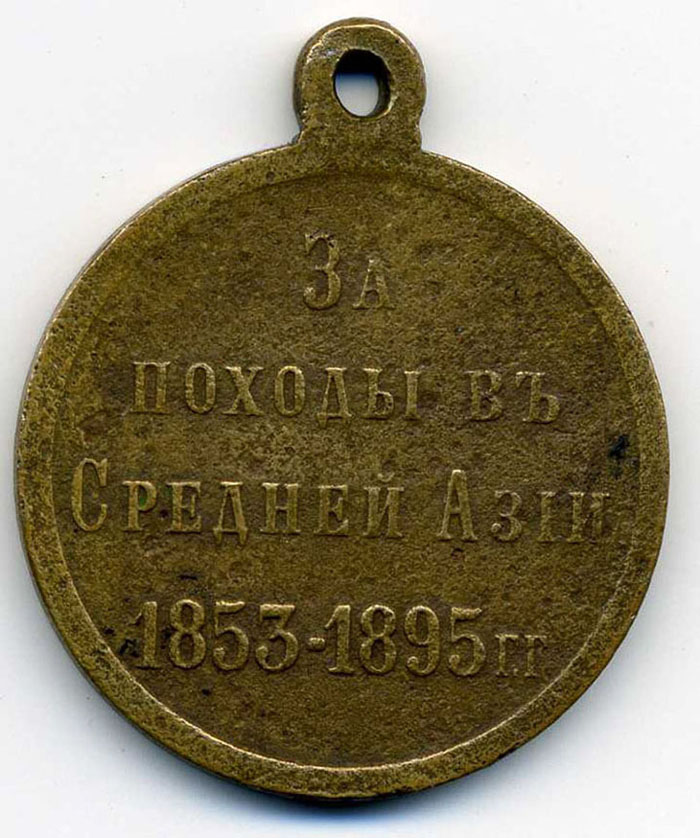 За
походы въ
Средней Азіи
1853-1895 гг